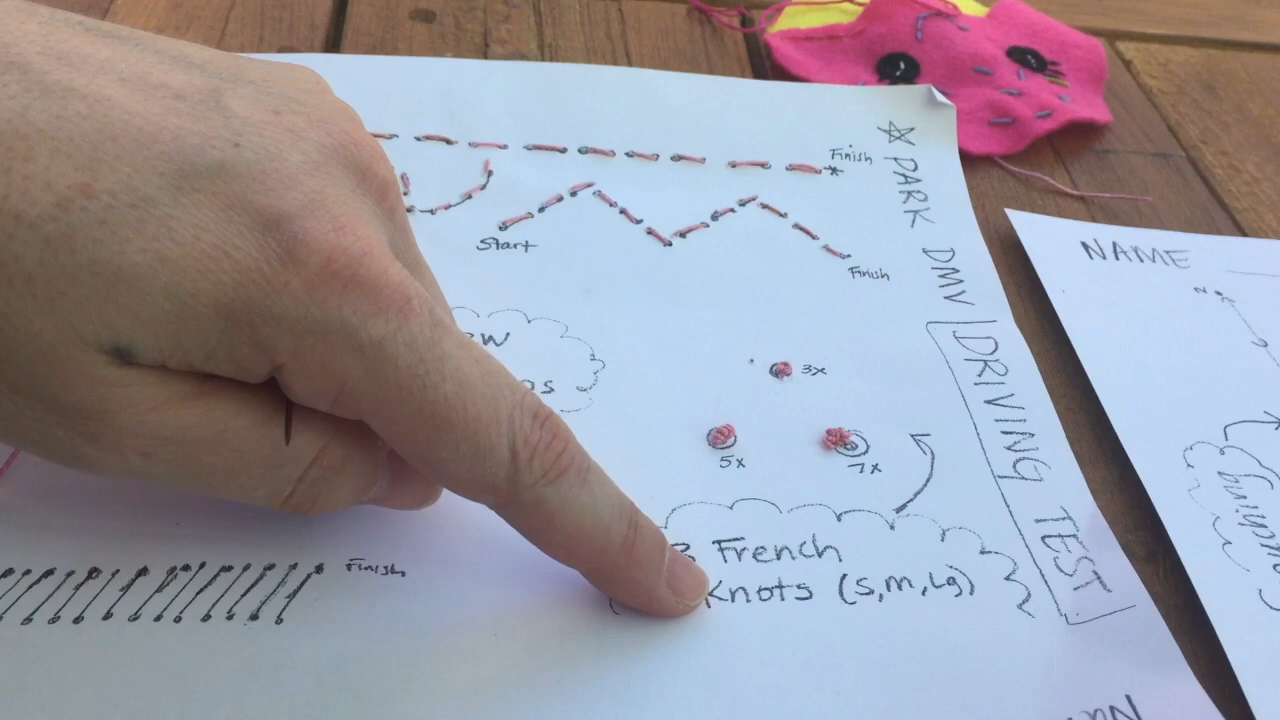 Finish
Start
Finish
☆ PARK DMV
DRIVING TEST
3x
5x
7x
3 French
Knots (S,M,Lg)
Finish
NAME